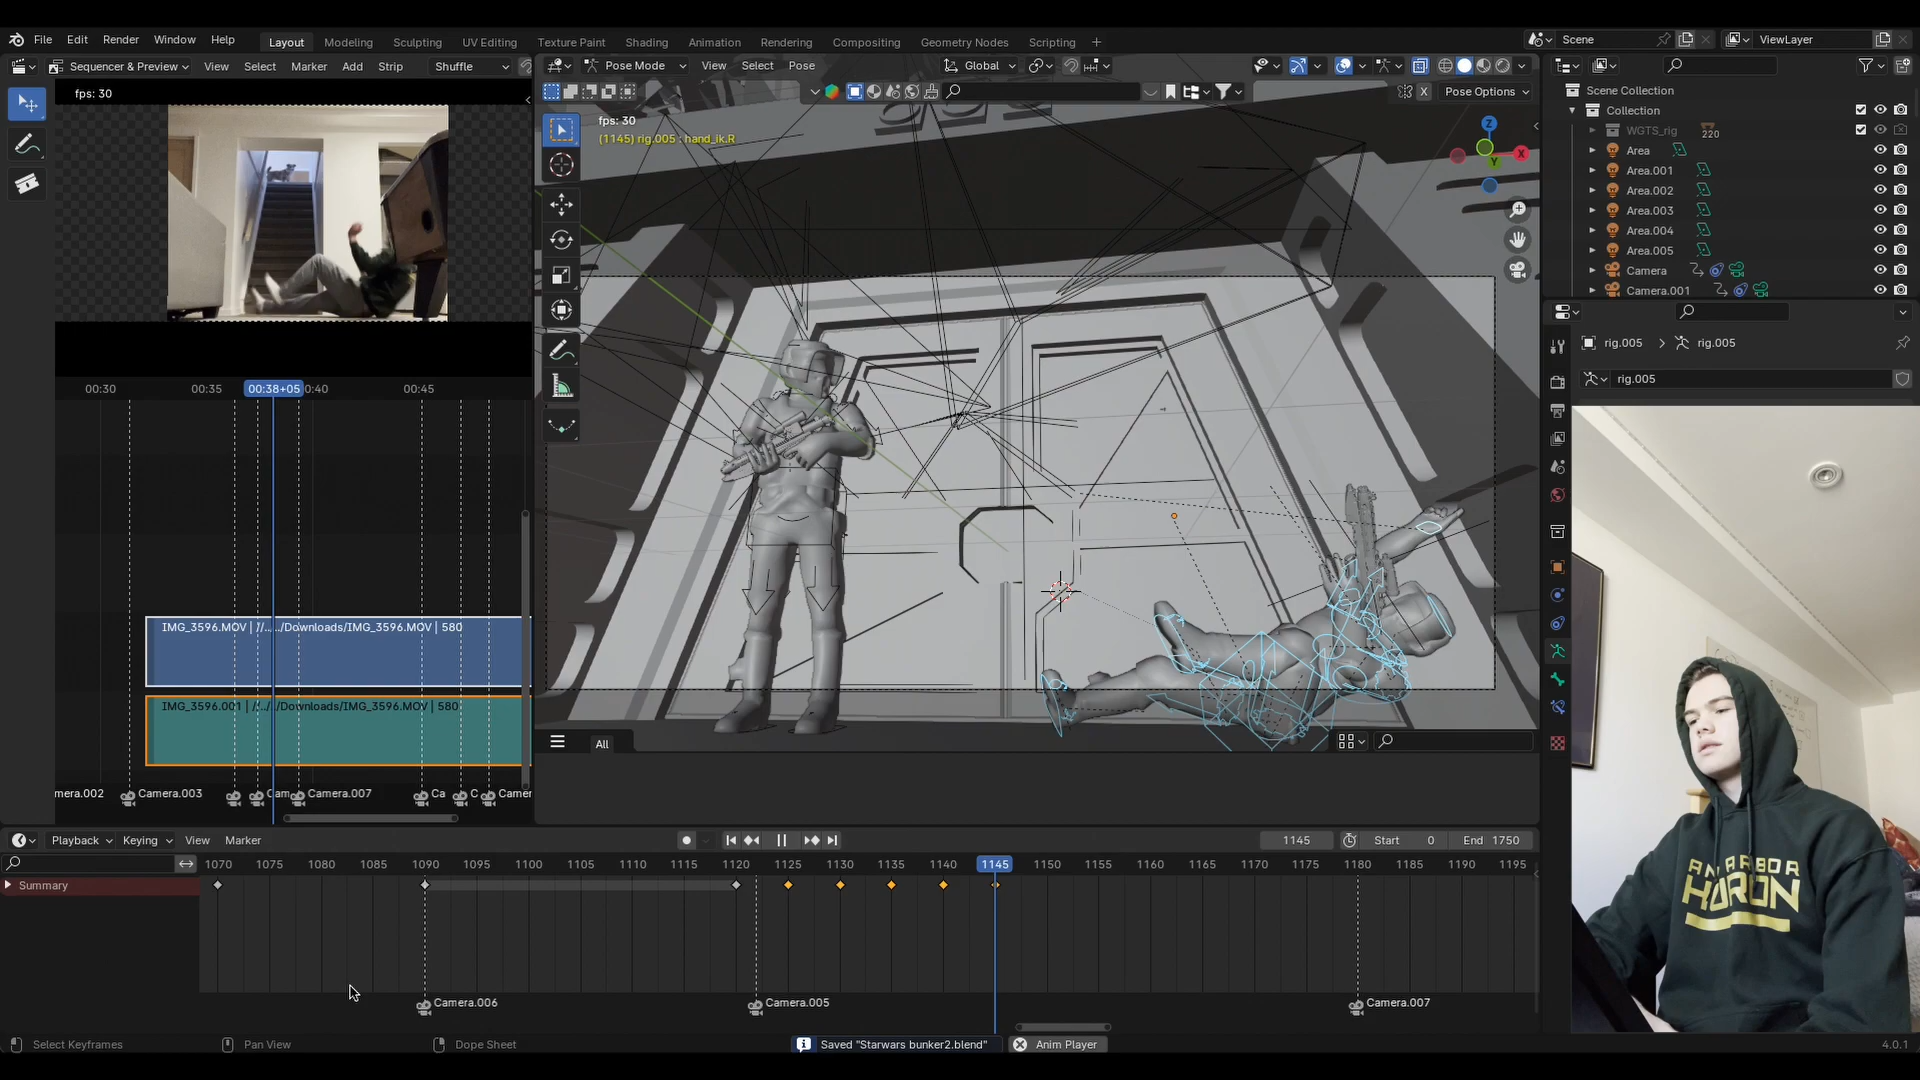 File Edit Render Window Help
Layout Modeling Sculpting UV Editing Texture Paint Shading Animation Rendering Compositing Geometry Nodes Scripting +
Scene
ViewLayer
Sequencer & Preview View Select Marker Add Strip Shuffle
Pose Mode View Select Pose Global
Pose Options
X
fps: 30
fps: 30
(1145) rig.005 : hand_ik.R
Z
X
Y
Scene Collection
Collection
WGTS_rig 220
Area
Area.001
Area.002
Area.003
Area.004
Area.005
Camera
Camera.001
rig.005 > rig.005
rig.005
00:30 00:35 00:38+05 0:40 00:45
IMG_3596.MOV | //../../Downloads/IMG_3596.MOV | 580
IMG_3596.001 | //../../Downloads/IMG_3596.MOV | 580
mera.002 Camera.003 Cam Camera.007 Ca C Camer
All
ANN ARBOR
HURON
Playback Keying View Marker
1145 Start 0 End 1750
1070 1075 1080 1085 1090 1095 1100 1105 1110 1115 1120 1125 1130 1135 1140 1145 1150 1155 1160 1165 1170 1175 1180 1185 1190 1195
Summary
Camera.006 Camera.005 Camera.007
Select Keyframes Pan View Dope Sheet Saved "Starwars bunker2.blend" Anim Player 4.0.1